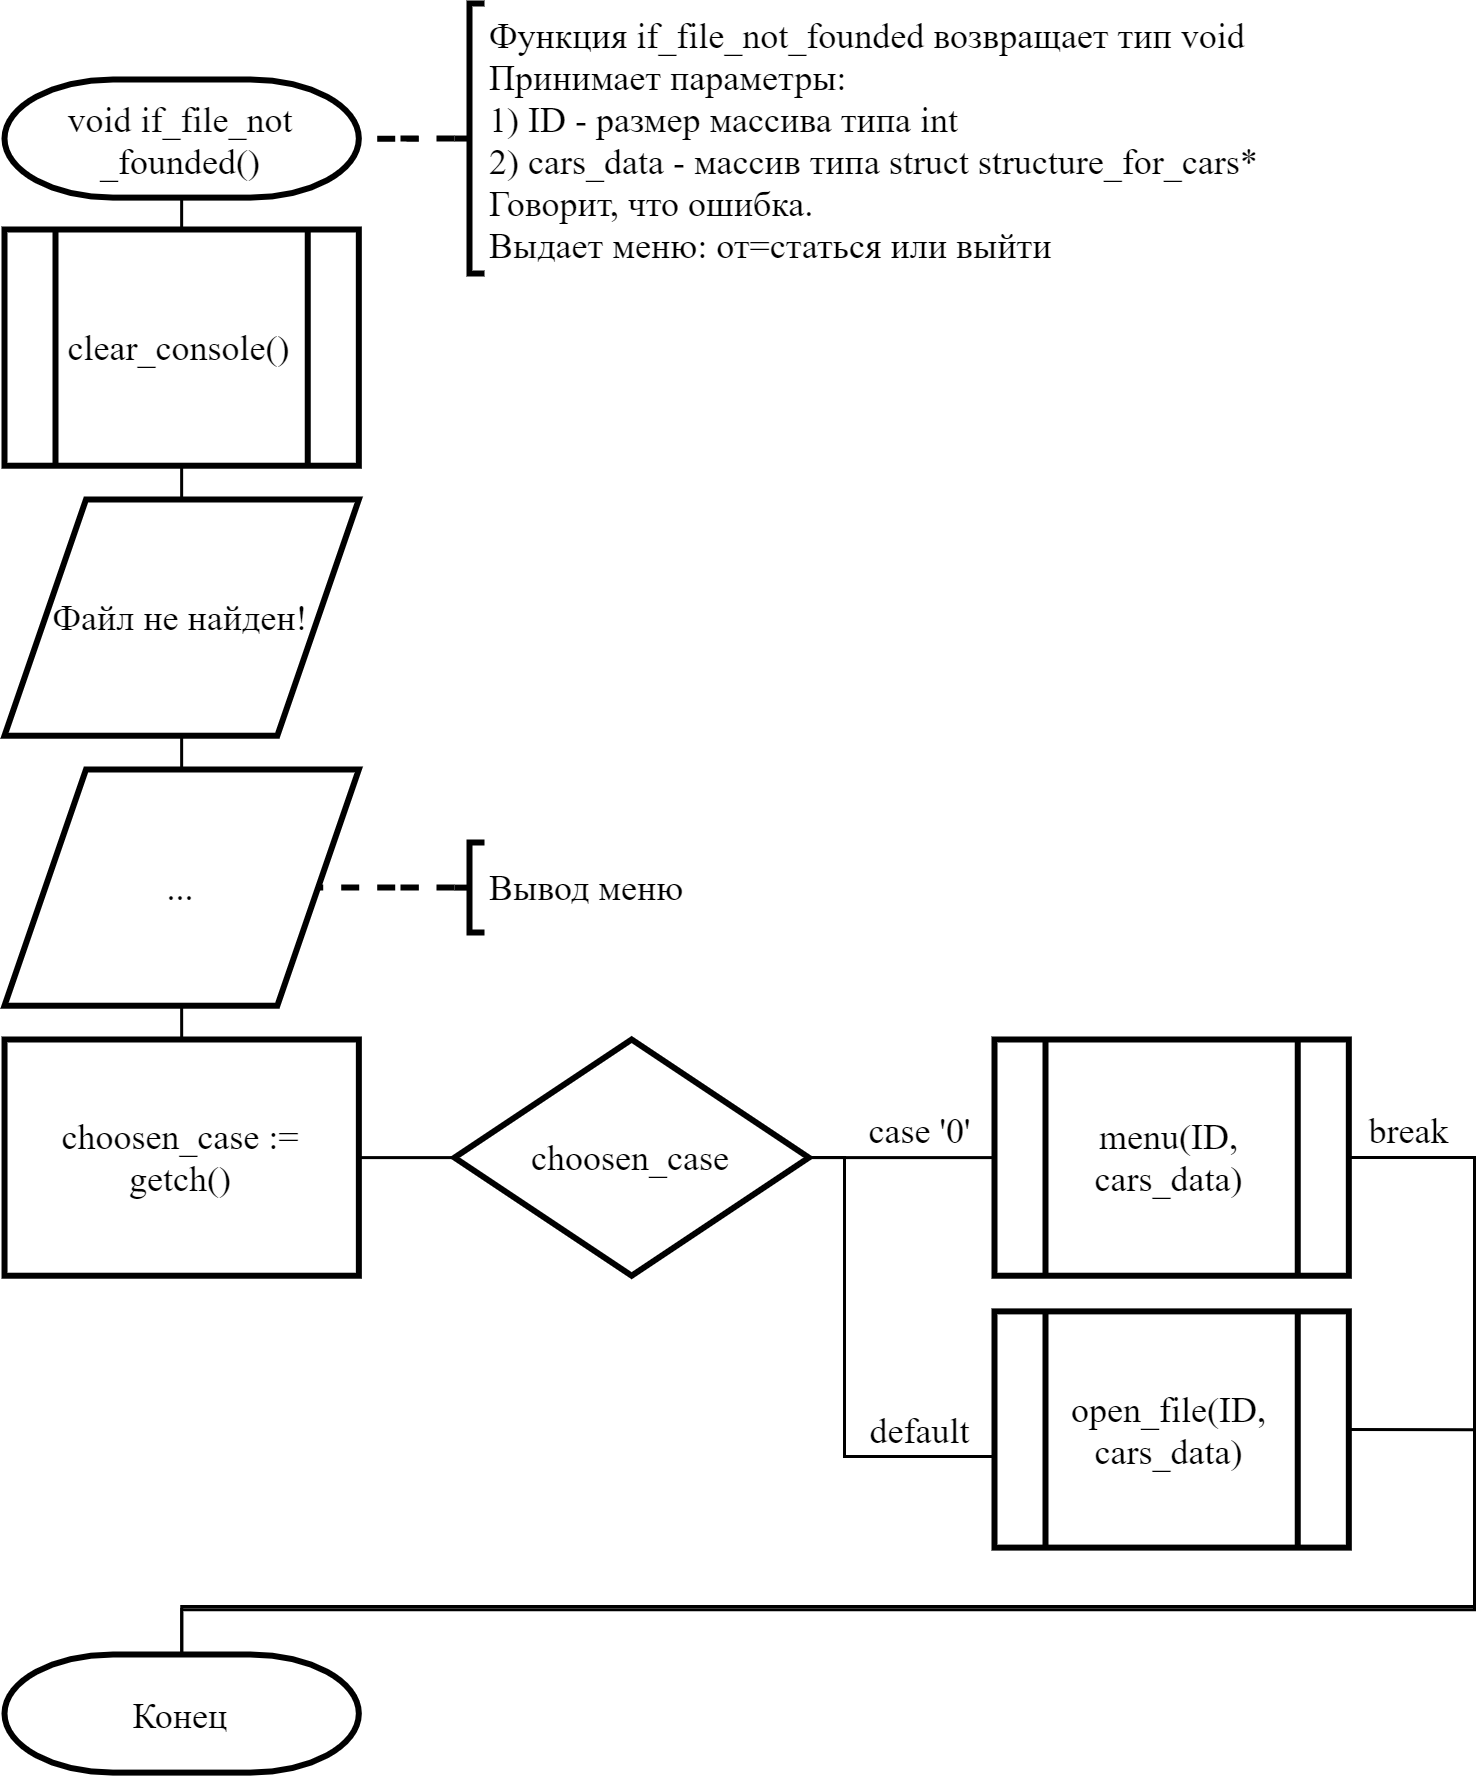 Функция if_file_not_founded возвращает тип void
Принимает параметры:
1) ID - размер массива типа int
2) cars_data - массив типа struct structure_for_cars*
Говорит, что ошибка.
Выдает меню: от=статься или выйти
void if_file_not
_founded()
clear_console()
Файл не найден!
...
Вывод меню
choosen_case :=
getch()
choosen_case
case '0'
menu(ID,
cars_data)
break
default
open_file(ID,
cars_data)
Конец